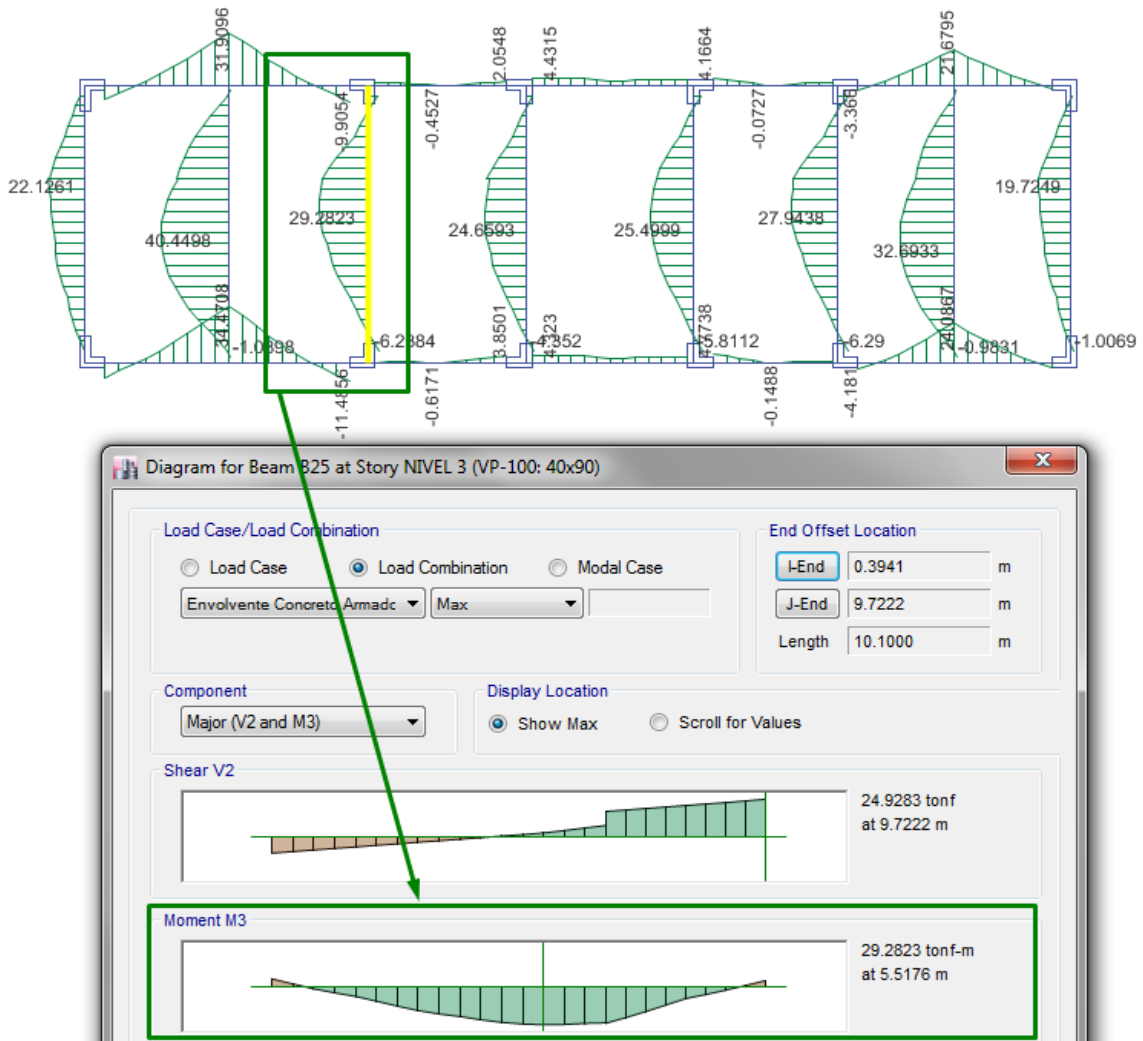 31.9096
2.0548
4.4315
4.1664
21.6795
-9.9054
-0.4527
-0.0727
-3.368
22.1261
40.4498
29.2823
24.6593
25.4999
27.9438
32.6933
19.7249
34.4708
-1.0898
-6.2384
3.8501
4.323
-4.352
-5.8112
-6.29
24.0867
-0.9831
-1.0069
-11.4856
-0.6171
-0.1488
-4.181
Diagram for Beam B25 at Story NIVEL 3 (VP-100: 40x90)
Load Case/Load Combination
Load Case Load Combination Modal Case
Envolvente Concreto Armadc Max
End Offset Location
I-End 0.3941 m
J-End 9.7222 m
Length 10.1000 m
Component
Major (V2 and M3)
Display Location
Show Max Scroll for Values
Shear V2
24.9283 tonf
at 9.7222 m
Moment M3
29.2823 tonf-m
at 5.5176 m